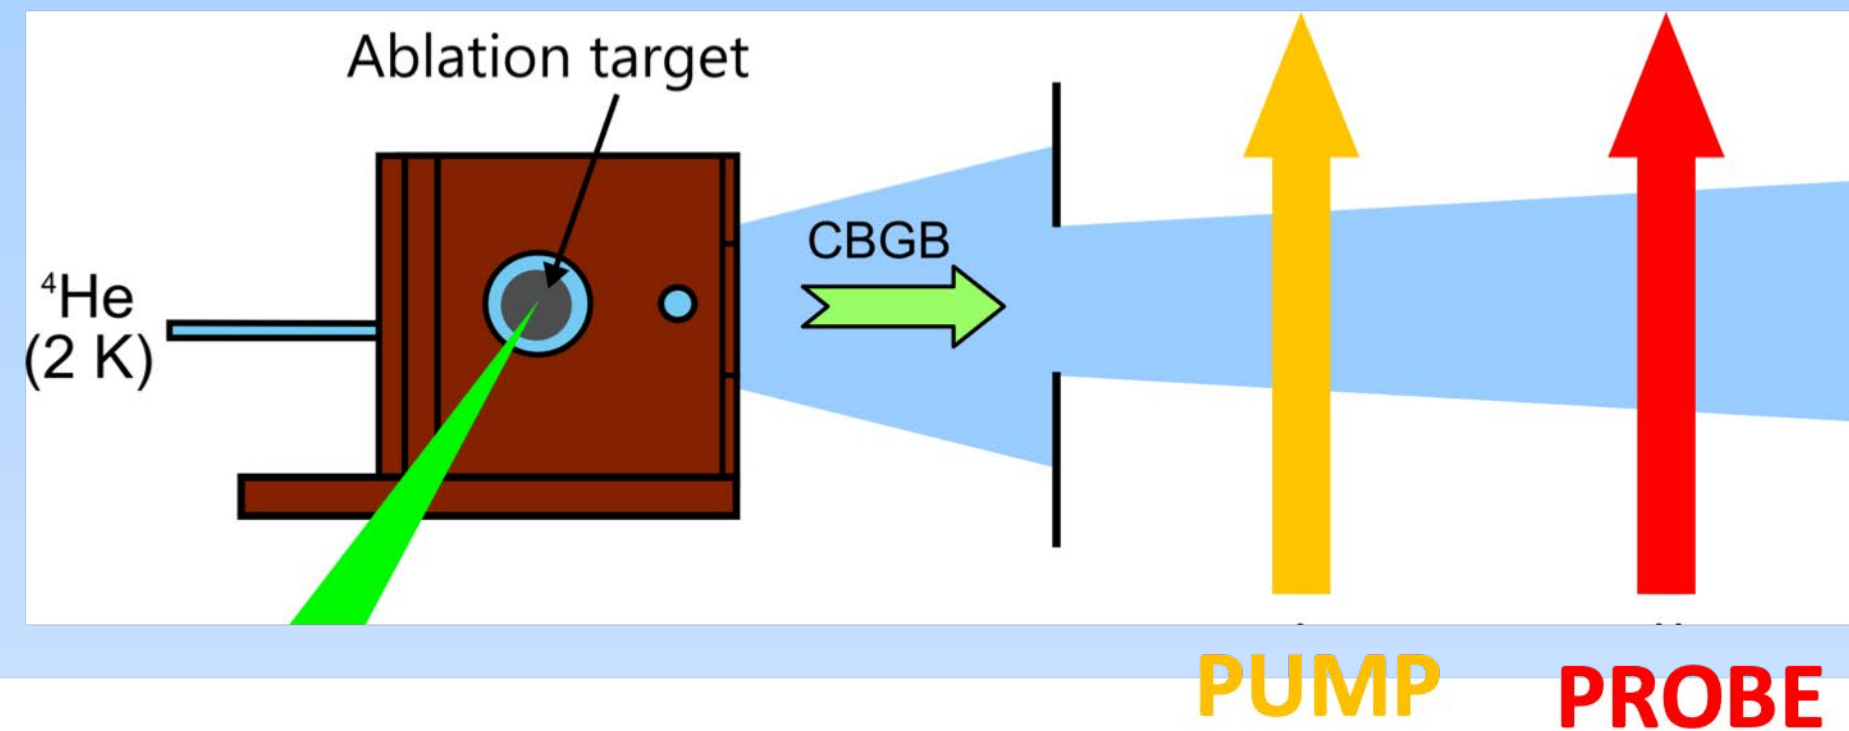 Ablation target
CBGB
⁴He
(2 K)
PUMP
PROBE